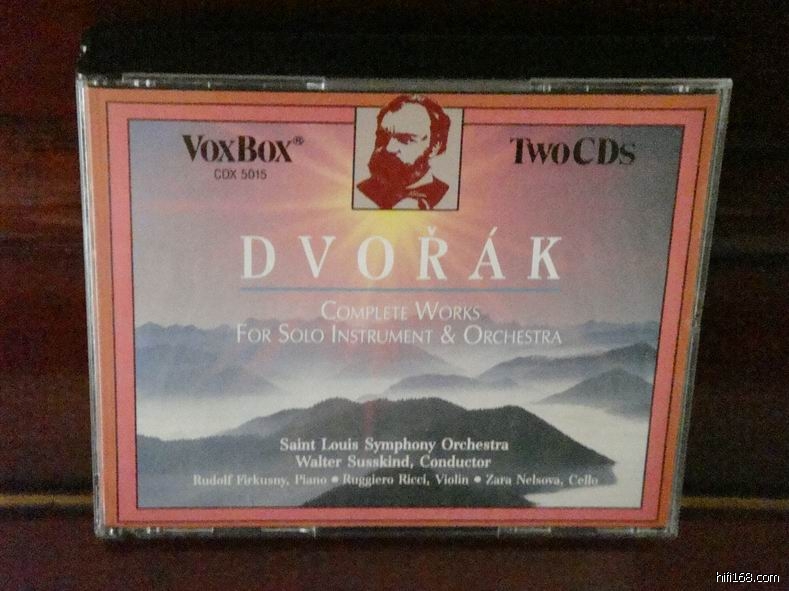 VOXBOX®
CDX 5015
TWO CDS
DVOŘÁK
COMPLETE WORKS
FOR SOLO INSTRUMENT & ORCHESTRA
Saint Louis Symphony Orchestra
Walter Susskind, Conductor
Rudolf Firkusny, Piano ● Ruggiero Ricci, Violin ● Zara Nelsova, Cello
hifi168.com